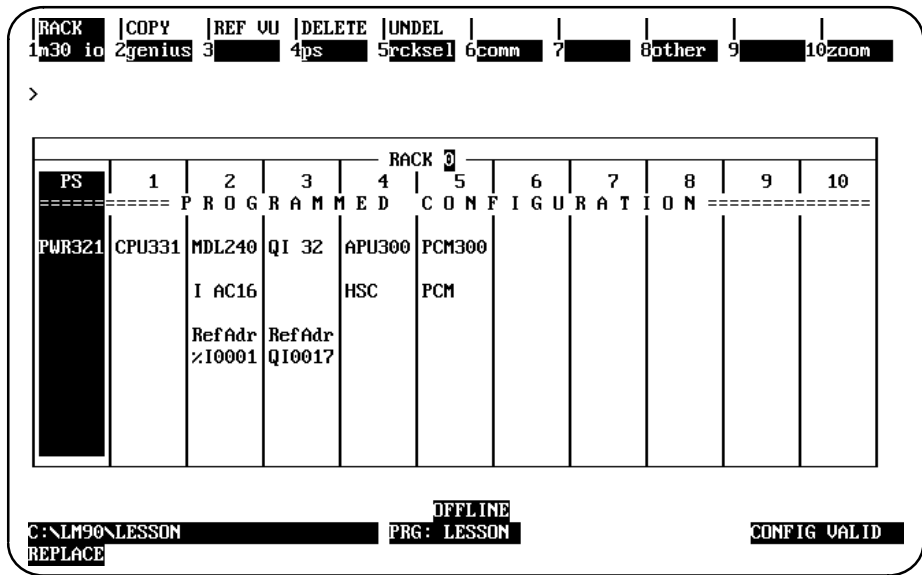 RACK |COPY |REF VU |DELETE |UNDEL | | | |
1m30 io 2genius 3 4ps 5rcksel 6comm 7 8other 9 10zoom
>
RACK 0
PS 1 2 3 4 5 6 7 8 9 10
====== ====== P R O G R A M M E D C O N F I G U R A T I O N ===============
PWR321 CPU331 MDL240 QI 32 APU300 PCM300
I AC16 HSC PCM
RefAdr RefAdr
%I0001 QI0017
OFFLINE
C:\LM90\LESSON PRG: LESSON CONFIG VALID
REPLACE